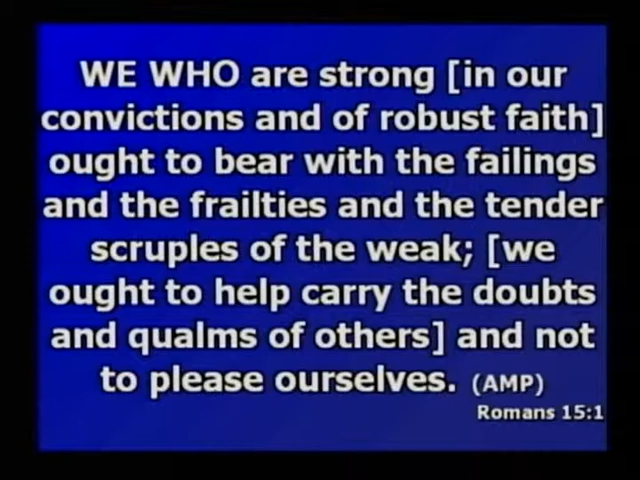 WE WHO are strong [in our
convictions and of robust faith]
ought to bear with the failings
and the frailties and the tender
scruples of the weak; [we
ought to help carry the doubts
and qualms of others] and not
to please ourselves. (AMP)
Romans 15:1